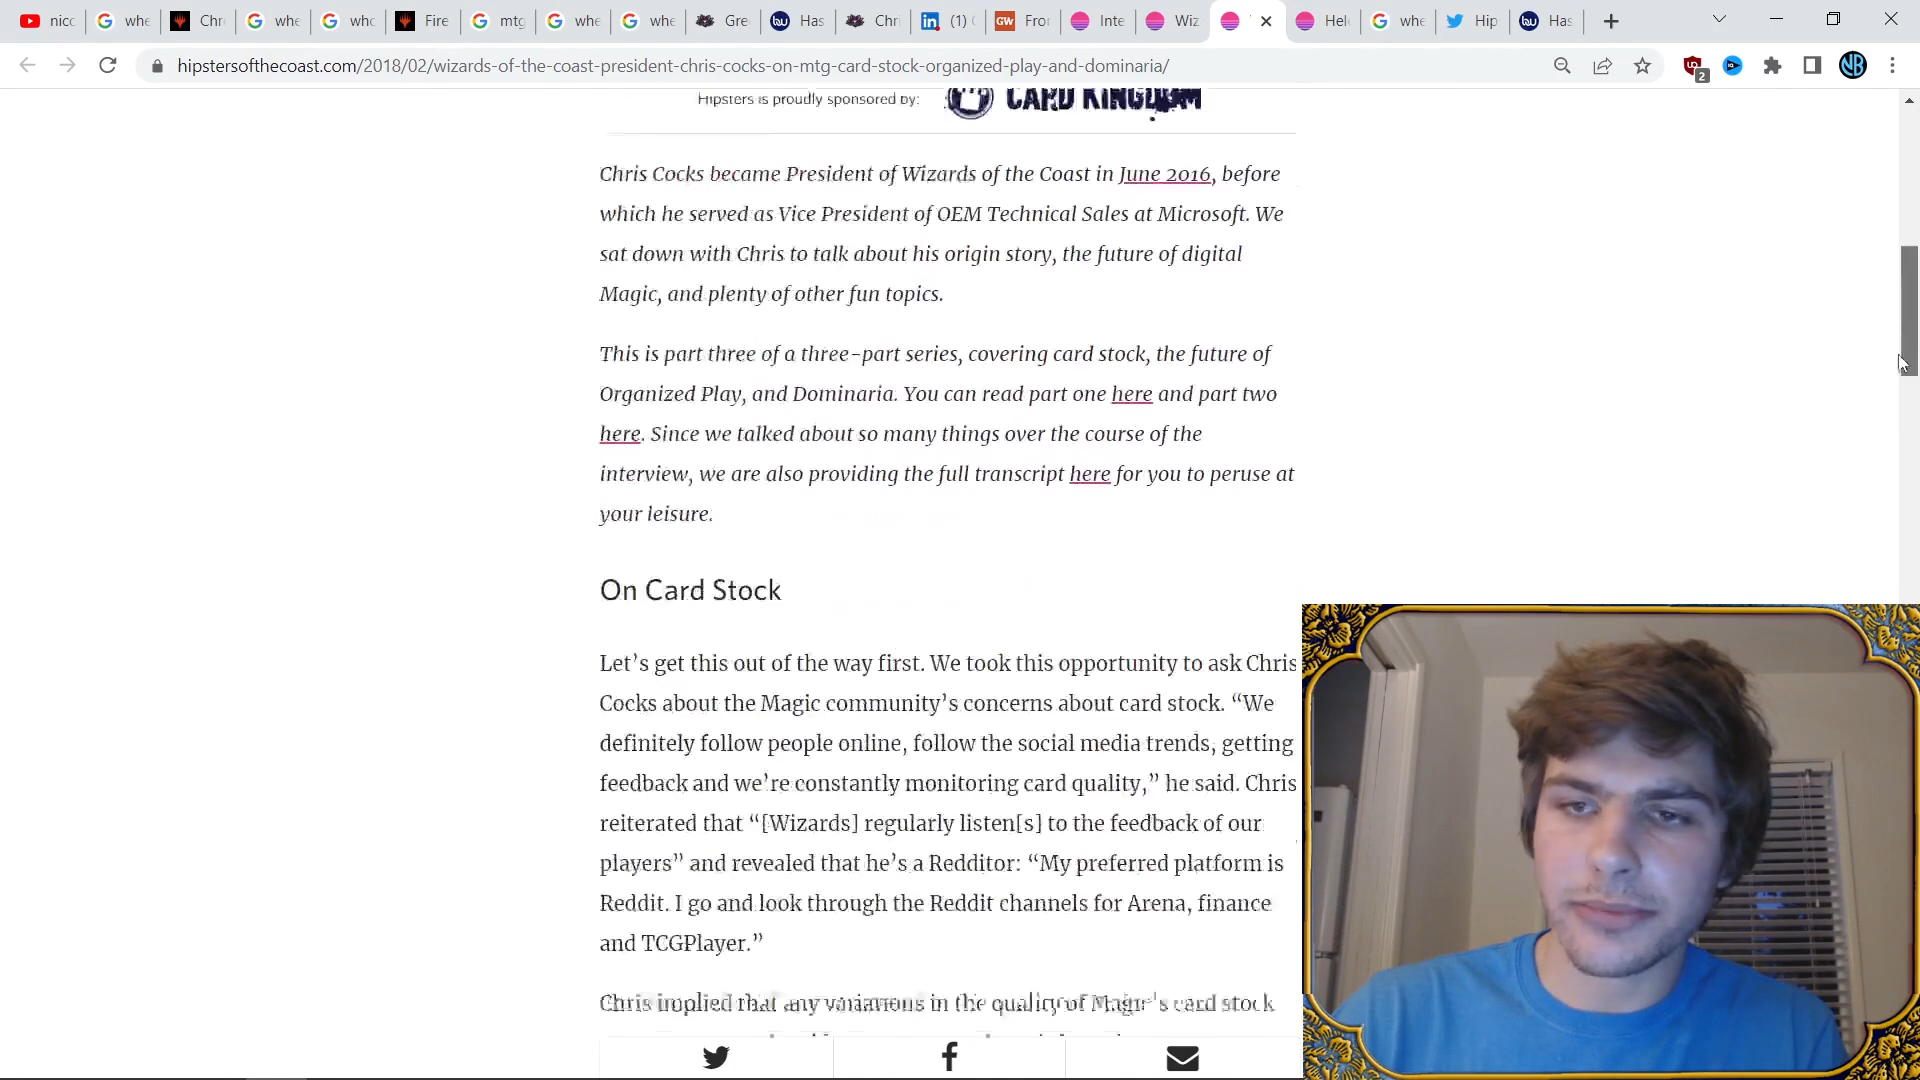 nicc
whe
Chr
whe
who
Fire
mtg
whe
whe
Gre
Has
Chri
(1)
Fror
Inte
Wiz
Hel
whe
Hip
Has
hipstersofthecoast.com/2018/02/wizards-of-the-coast-president-chris-cocks-on-mtg-card-stock-organized-play-and-dominaria/
2
NB
Hipsters is proudly sponsored by: CARD KINGDOM
Chris Cocks became President of Wizards of the Coast in June 2016, before
which he served as Vice President of OEM Technical Sales at Microsoft. We
sat down with Chris to talk about his origin story, the future of digital
Magic, and plenty of other fun topics.
This is part three of a three-part series, covering card stock, the future of
Organized Play, and Dominaria. You can read part one here and part two
here. Since we talked about so many things over the course of the
interview, we are also providing the full transcript here for you to peruse at
your leisure.
On Card Stock
Let’s get this out of the way first. We took this opportunity to ask Chris
Cocks about the Magic community’s concerns about card stock. “We
definitely follow people online, follow the social media trends, getting
feedback and we’re constantly monitoring card quality,” he said. Chris
reiterated that “[Wizards] regularly listen[s] to the feedback of our
players” and revealed that he’s a Redditor: “My preferred platform is
Reddit. I go and look through the Reddit channels for Arena, finance
and TCGPlayer.”
Chris implied that any variations in the quality of Magic’s card stock